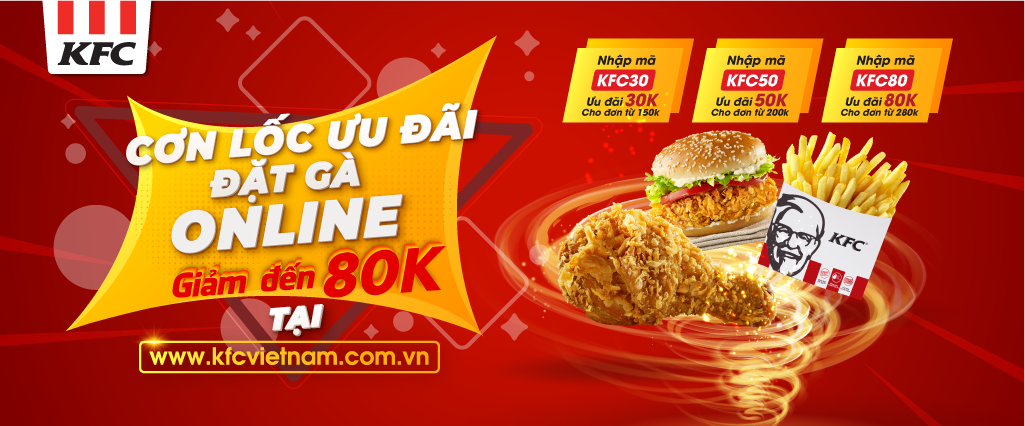 KFC
CƠN LỐC ƯU ĐÃI
ĐẶT GÀ
ONLINE
Giảm đến 80K
TẠI
www.kfcvietnam.com.vn
Nhập mã
KFC30
Ưu đãi 30K
Cho đơn từ 150k
Nhập mã
KFC50
Ưu đãi 50K
Cho đơn từ 200k
Nhập mã
KFC80
Ưu đãi 80K
Cho đơn từ 280k
KFC